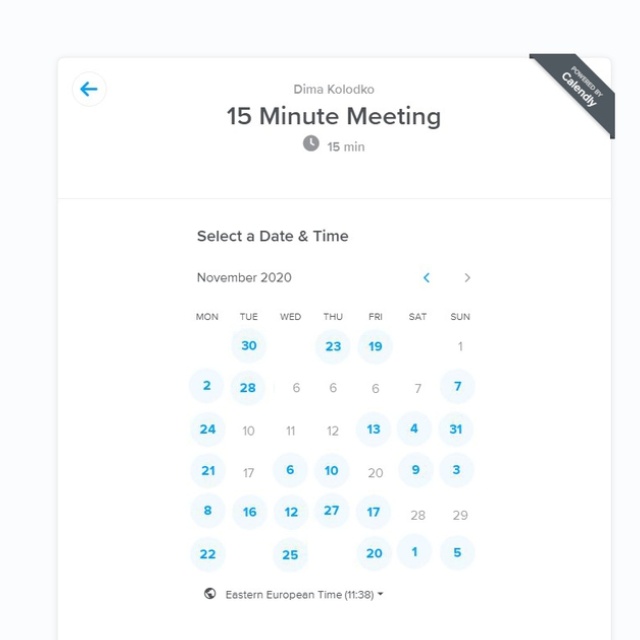 POWERED BY
Calendly
Dima Kolodko
15 Minute Meeting
15 min
Select a Date & Time
November 2020
MON TUE WED THU FRI SAT SUN
30 23 19 1
2 28 6 6 6 7 7
24 10 11 12 13 4 31
21 17 6 10 20 9 3
8 16 12 27 17 28 29
22 25 20 1 5
Eastern European Time (11:38)